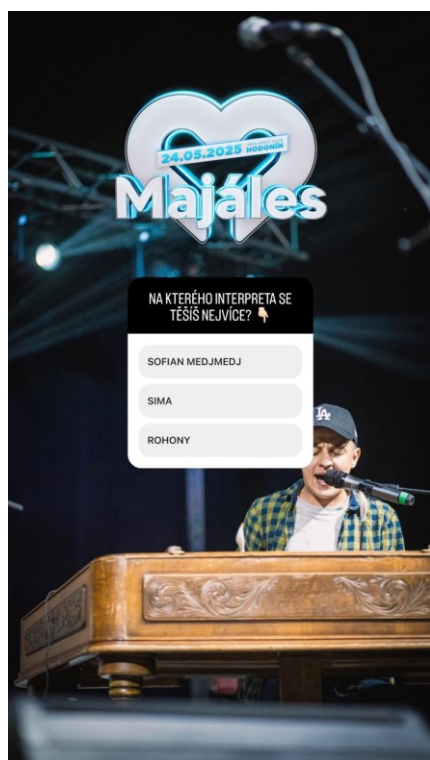 24.05.2025
HODONÍN
Majáles
NA KTERÉHO INTERPRETA SE
TĚŠÍŠ NEJVÍCE? 👇🏻
SOFIAN MEDJMEDJ
SIMA
ROHONY
LA